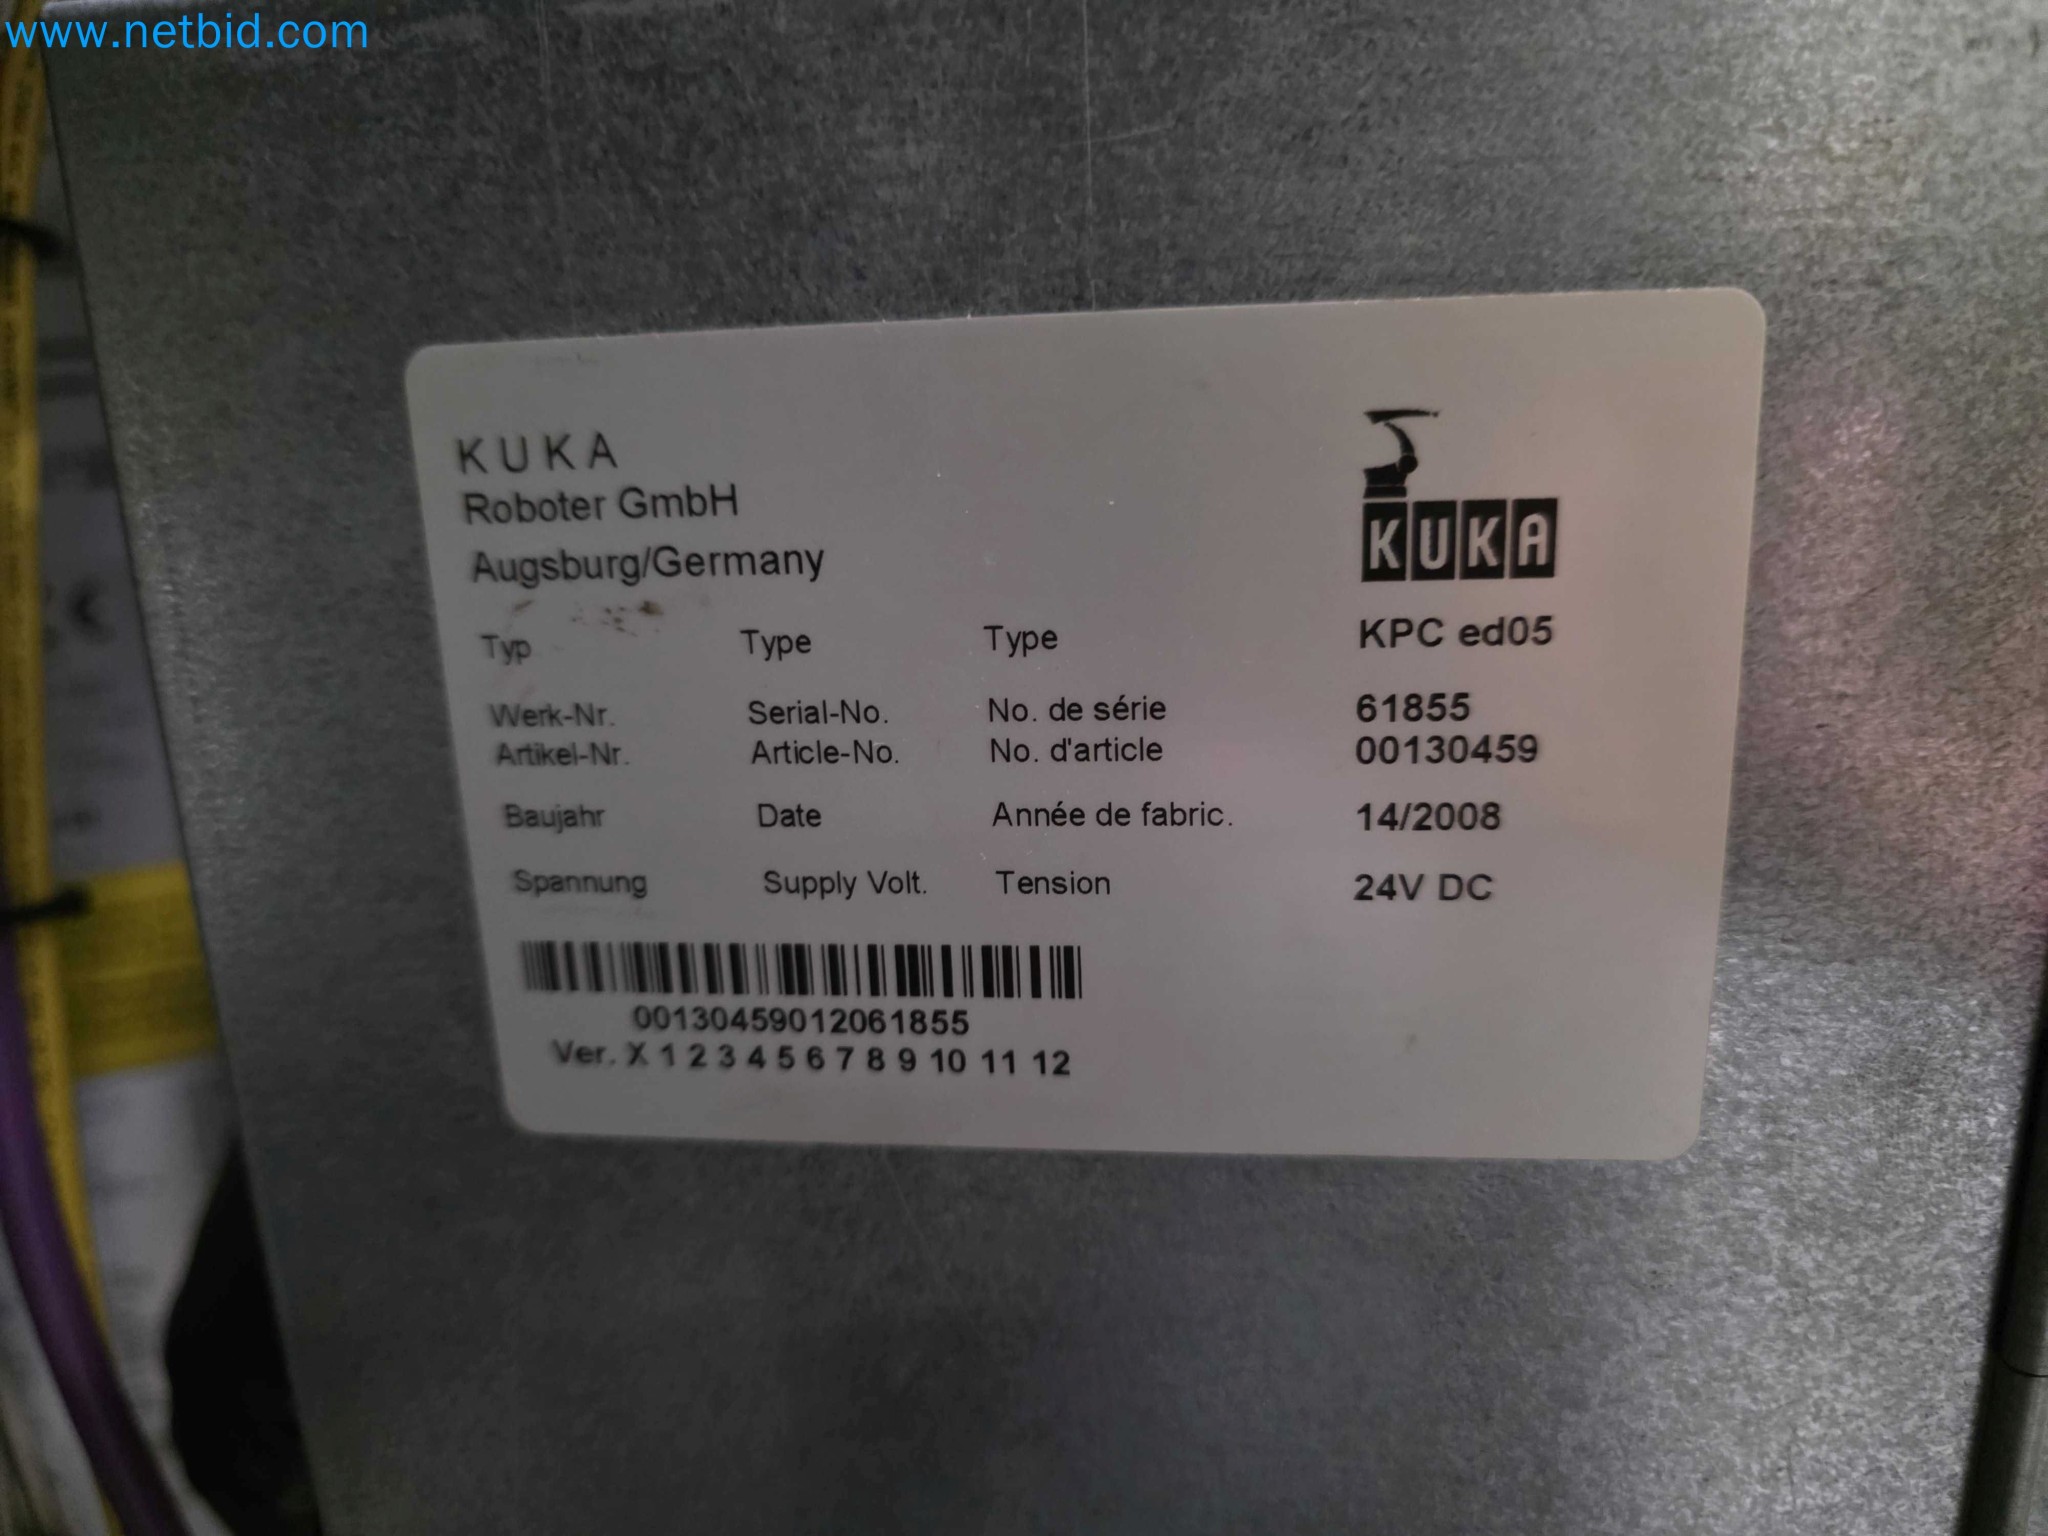 www.netbid.com
K U K A
Roboter GmbH
Augsburg/Germany
KUKA
Typ Type Type KPC ed05
Werk-Nr. Serial-No. No. de série 61855
Artikel-Nr. Article-No. No. d'article 00130459
Baujahr Date Année de fabric. 14/2008
Spannung Supply Volt. Tension 24V DC
00130459012061855
Ver. X 1 2 3 4 5 6 7 8 9 10 11 12